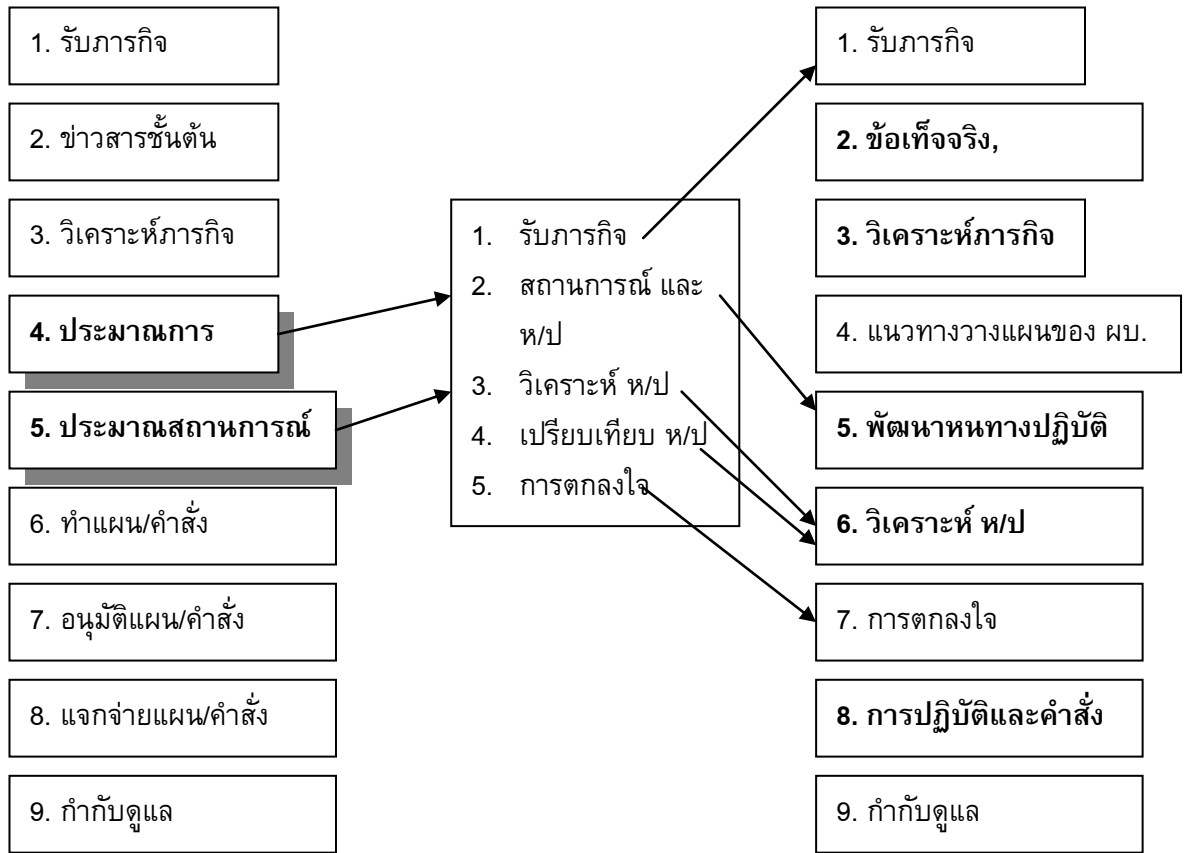 1. รับภารกิจ
2. ข่าวสารชั้นต้น
3. วิเคราะห์ภารกิจ
4. ประมาณการ
5. ประมาณสถานการณ์
6. ทำแผน/คำสั่ง
7. อนุมัติแผน/คำสั่ง
8. แจกจ่ายแผน/คำสั่ง
9. กำกับดูแล
1. รับภารกิจ
2. สถานการณ์ และ
ห/ป
3. วิเคราะห์ ห/ป
4. เปรียบเทียบ ห/ป
5. การตกลงใจ
1. รับภารกิจ
2. ข้อเท็จจริง,
3. วิเคราะห์ภารกิจ
4. แนวทางวางแผนของ ผบ.
5. พัฒนาหนทางปฏิบัติ
6. วิเคราะห์ ห/ป
7. การตกลงใจ
8. การปฏิบัติและคำสั่ง
9. กำกับดูแล